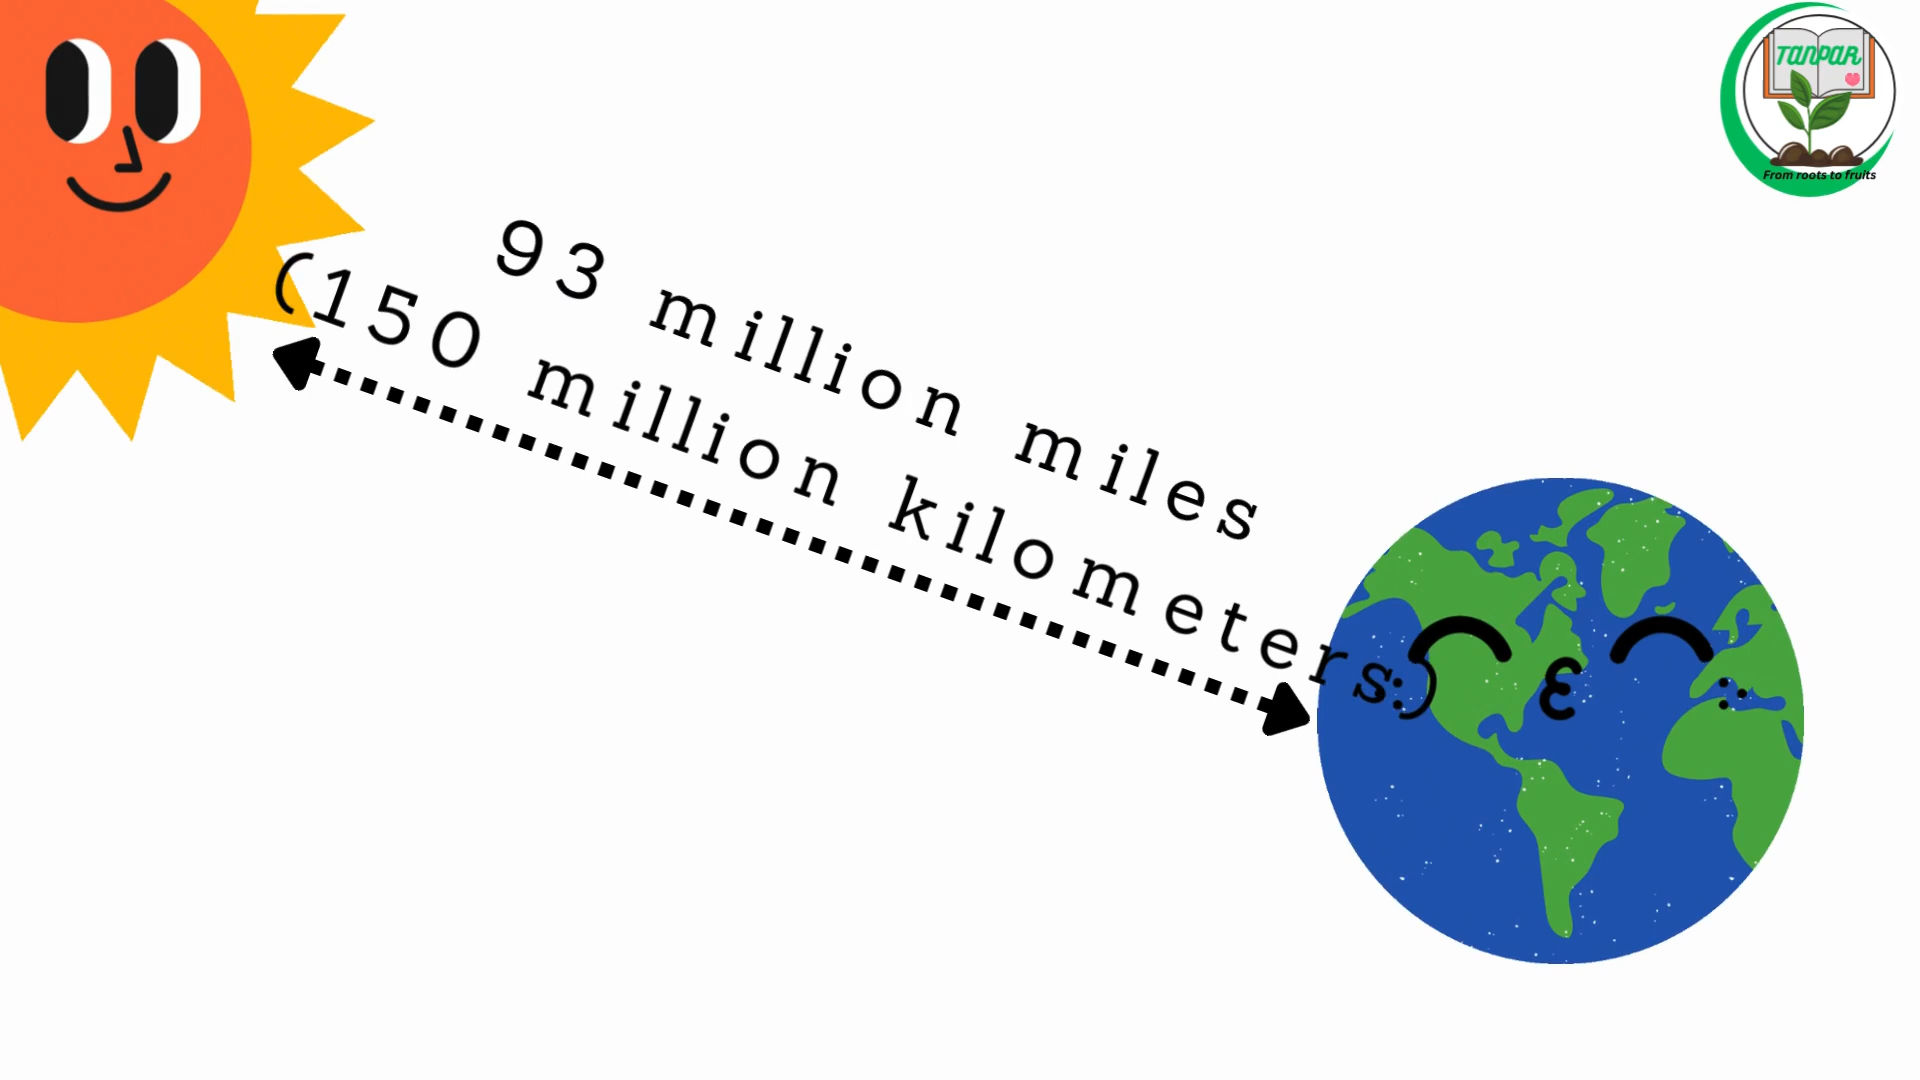 93 million miles
(150 million kilometers)
TANPAR
From roots to fruits